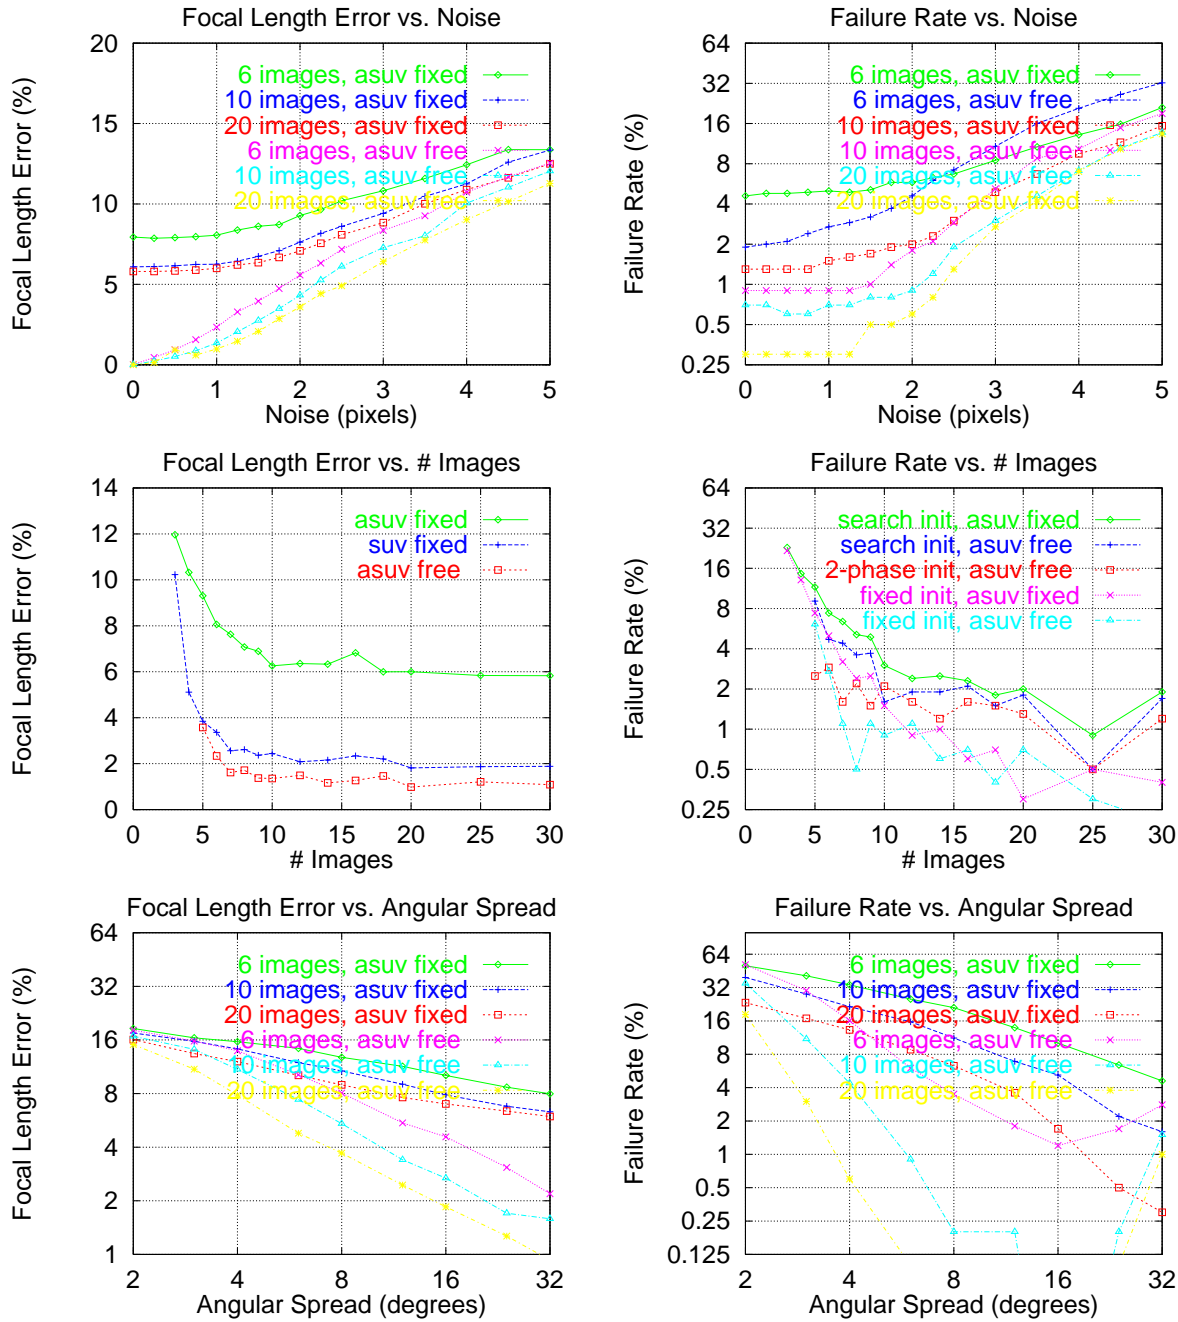 Focal Length Error vs. Noise
Focal Length Error (%)
20
15
10
5
0
6 images, asuv fixed
10 images, asuv fixed
20 images, asuv fixed
6 images, asuv free
10 images, asuv free
20 images, asuv free
0 1 2 3 4 5
Noise (pixels)
Failure Rate vs. Noise
Failure Rate (%)
64
32
16
8
4
2
1
0.5
0.25
6 images, asuv fixed
6 images, asuv free
10 images, asuv fixed
10 images, asuv free
20 images, asuv fixed
20 images, asuv free
0 1 2 3 4 5
Noise (pixels)
Focal Length Error vs. # Images
Focal Length Error (%)
14
12
10
8
6
4
2
0
asuv fixed
suv fixed
asuv free
0 5 10 15 20 25 30
# Images
Failure Rate vs. # Images
Failure Rate (%)
64
32
16
8
4
2
1
0.5
0.25
search init, asuv fixed
search init, asuv free
2-phase init, asuv free
fixed init, asuv fixed
fixed init, asuv free
0 5 10 15 20 25 30
# Images
Focal Length Error vs. Angular Spread
Focal Length Error (%)
64
32
16
8
4
2
1
6 images, asuv fixed
10 images, asuv fixed
20 images, asuv fixed
6 images, asuv free
10 images, asuv free
20 images, asuv free
2 4 8 16 32
Angular Spread (degrees)
Failure Rate vs. Angular Spread
Failure Rate (%)
64
32
16
8
4
2
1
0.5
0.25
0.125
6 images, asuv fixed
10 images, asuv fixed
20 images, asuv fixed
6 images, asuv free
10 images, asuv free
20 images, asuv free
2 4 8 16 32
Angular Spread (degrees)